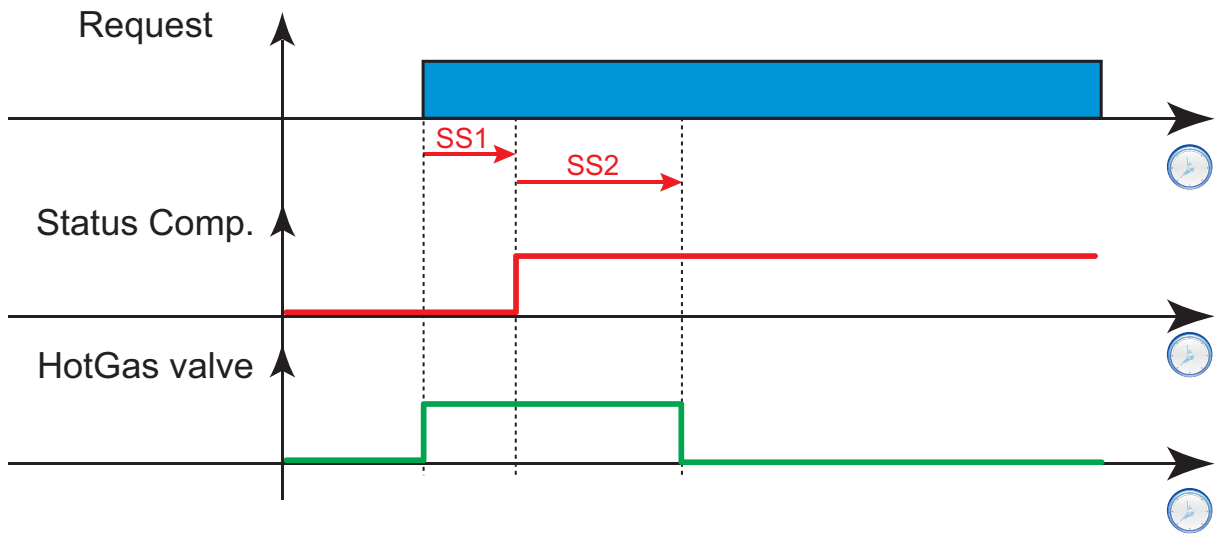 Request
SS1
SS2
Status Comp.
HotGas valve